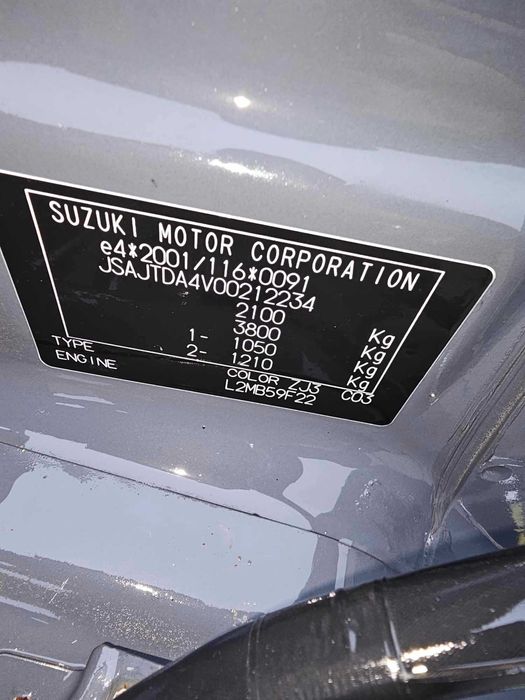 SUZUKI MOTOR CORPORATION
e4*2001/116*0091
JSAJTDA4V00212234
2100 Kg
3800 Kg
1- 1050 Kg
2- 1210 Kg
TYPE COLOR ZJ3 C03
ENGINE L2MB59F22